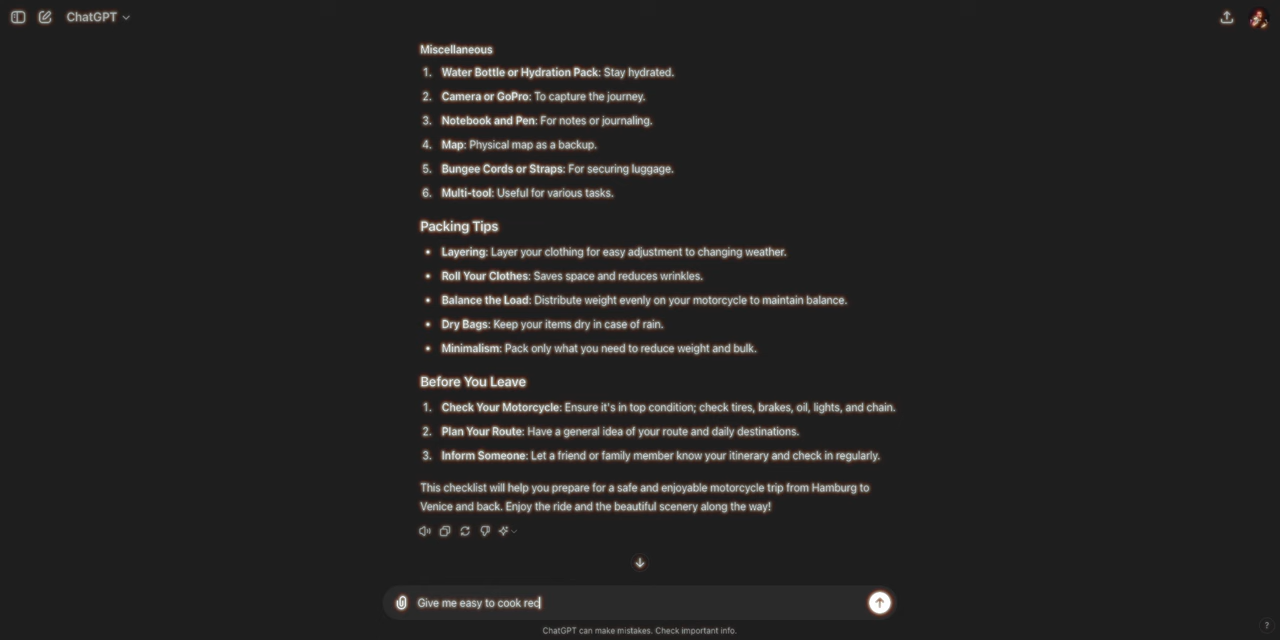 ChatGPT
Miscellaneous
1. Water Bottle or Hydration Pack: Stay hydrated.
2. Camera or GoPro: To capture the journey.
3. Notebook and Pen: For notes or journaling.
4. Map: Physical map as a backup.
5. Bungee Cords or Straps: For securing luggage.
6. Multi-tool: Useful for various tasks.
Packing Tips
• Layering: Layer your clothing for easy adjustment to changing weather.
• Roll Your Clothes: Saves space and reduces wrinkles.
• Balance the Load: Distribute weight evenly on your motorcycle to maintain balance.
• Dry Bags: Keep your items dry in case of rain.
• Minimalism: Pack only what you need to reduce weight and bulk.
Before You Leave
1. Check Your Motorcycle: Ensure it's in top condition; check tires, brakes, oil, lights, and chain.
2. Plan Your Route: Have a general idea of your route and daily destinations.
3. Inform Someone: Let a friend or family member know your itinerary and check in regularly.
This checklist will help you prepare for a safe and enjoyable motorcycle trip from Hamburg to
Venice and back. Enjoy the ride and the beautiful scenery along the way!
Give me easy to cook rec
ChatGPT can make mistakes. Check important info.
?